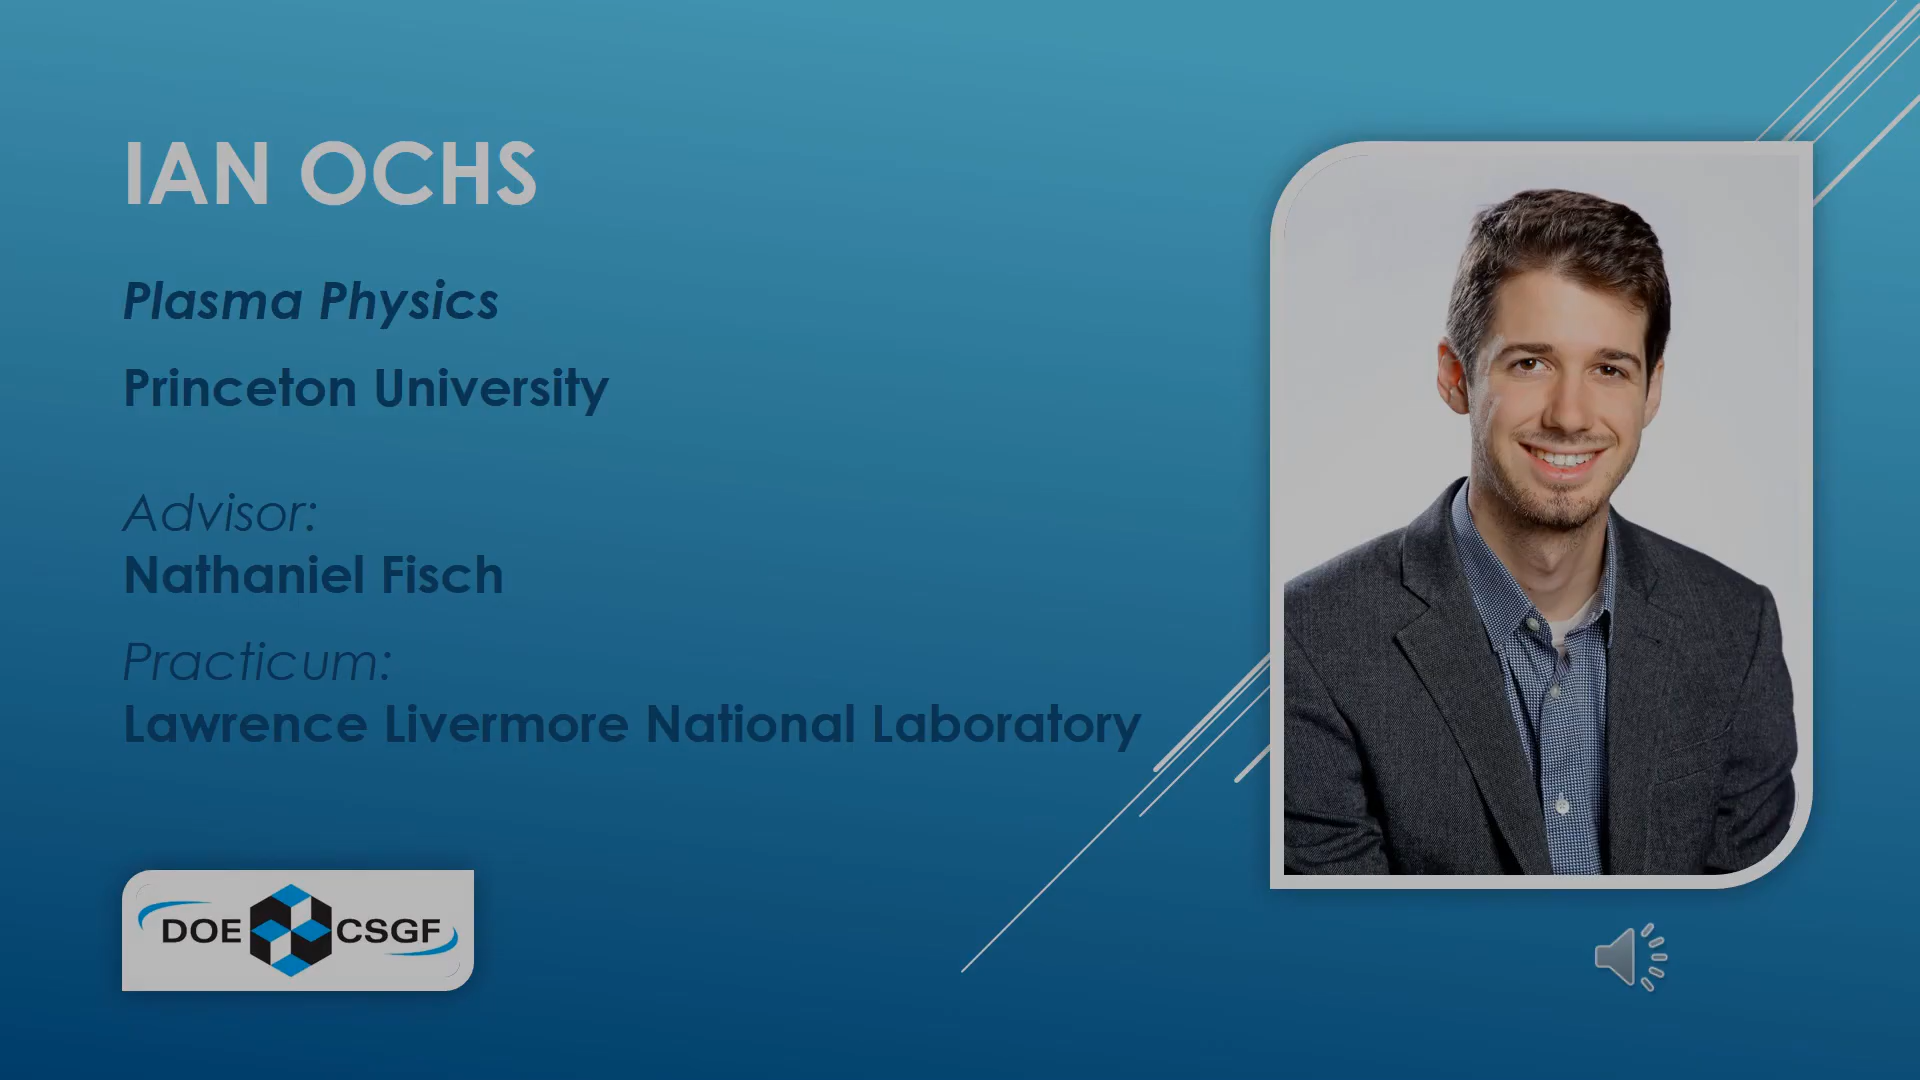 IAN OCHS
Plasma Physics
Princeton University
Advisor:
Nathaniel Fisch
Practicum:
Lawrence Livermore National Laboratory
DOE CSGF